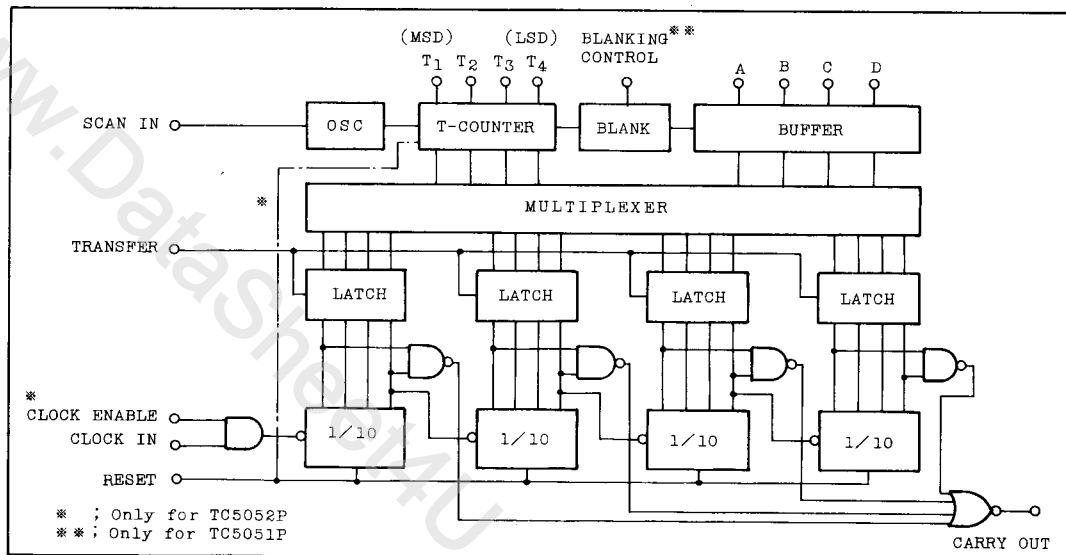 (MSD) (LSD) BLANKING※※
T1 T2 T3 T4 CONTROL A B C D
SCAN IN OSC T-COUNTER BLANK BUFFER
※ MULTIPLEXER
TRANSFER
LATCH LATCH LATCH LATCH
※
CLOCK ENABLE
CLOCK IN 1/10 1/10 1/10 1/10
RESET
※ ; Only for TC5052P
※※; Only for TC5051P
CARRY OUT
www.DataSheet4U